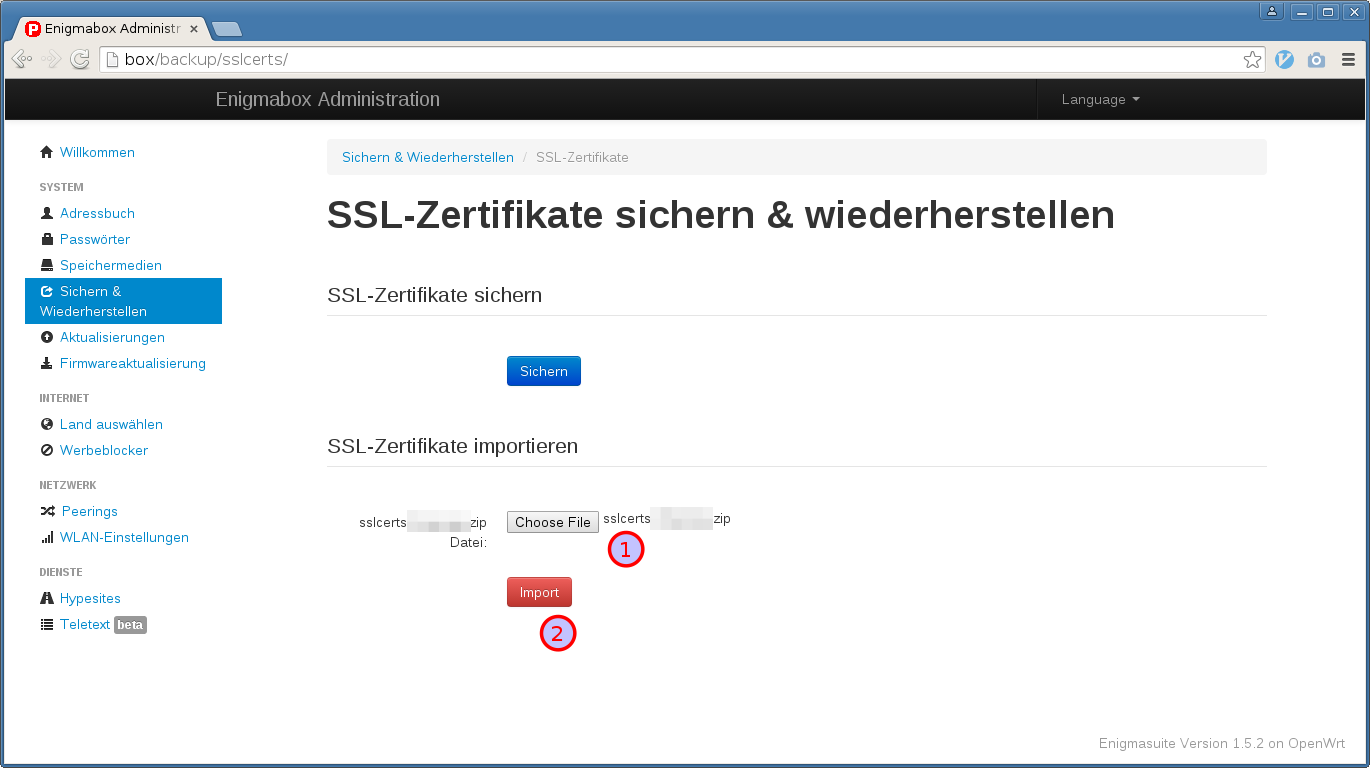 Enigmabox Administr
box/backup/sslcerts/
Enigmabox Administration
Language
Willkommen
SYSTEM
Adressbuch
Passwörter
Speichermedien
Sichern &
Wiederherstellen
Aktualisierungen
Firmwareaktualisierung
INTERNET
Land auswählen
Werbeblocker
NETZWERK
Peerings
WLAN-Einstellungen
DIENSTE
Hypesites
Teletext beta
Sichern & Wiederherstellen / SSL-Zertifikate
SSL-Zertifikate sichern & wiederherstellen
SSL-Zertifikate sichern
Sichern
SSL-Zertifikate importieren
sslcerts zip
Datei:
Choose File sslcerts zip
1
Import
2
Enigmasuite Version 1.5.2 on OpenWrt